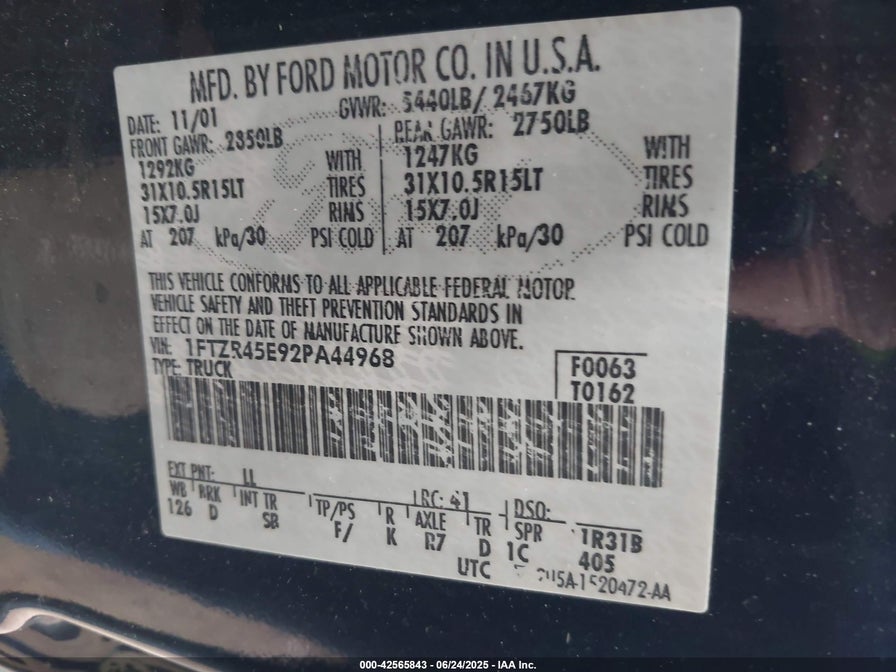 MFD. BY FORD MOTOR CO. IN U.S.A.
DATE: 11/01 GVWR: 5440LB/ 2467KG
FRONT GAWR: 2850LB REAR GAWR: 2750LB
1292KG WITH 1247KG WITH
31X10.5R15LT TIRES 31X10.5R15LT TIRES
15X7.0J RIMS 15X7.0J RIMS
AT 207 kPa/30 PSI COLD AT 207 kPa/30 PSI COLD
THIS VEHICLE CONFORMS TO ALL APPLICABLE FEDERAL MOTOR
VEHICLE SAFETY AND THEFT PREVENTION STANDARDS IN
EFFECT ON THE DATE OF MANUFACTURE SHOWN ABOVE.
VIN: 1FTZR45E92PA44968 F0063
TYPE: TRUCK T0162
EXT PNT: LL RC: 41 DSO:
WB BRK INT TR TP/PS R AXLE TR SPR 1R31B
126 D SB F/ K R7 D 1C 405
UTC
000-42565843 / 06/24/2025 - IAA Inc.